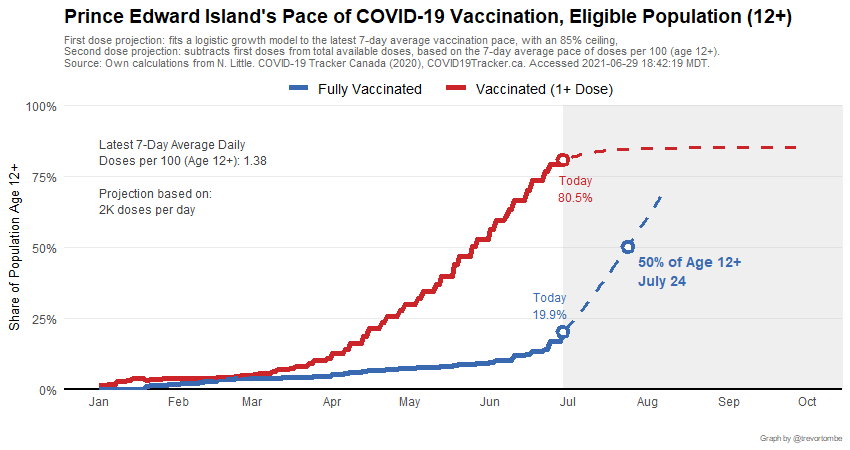 Prince Edward Island's Pace of COVID-19 Vaccination, Eligible Population (12+)
First dose projection: fits a logistic growth model to the latest 7-day average vaccination pace, with an 85% ceiling,
Second dose projection: subtracts first doses from total available doses, based on the 7-day average pace of doses per 100 (age 12+).
Source: Own calculations from N. Little. COVID-19 Tracker Canada (2020), COVID19Tracker.ca. Accessed 2021-06-29 18:42:19 MDT.
Fully Vaccinated Vaccinated (1+ Dose)
100%
75%
50%
25%
0%
Share of Population Age 12+
Latest 7-Day Average Daily
Doses per 100 (Age 12+): 1.38
Projection based on:
2K doses per day
Today
80.5%
50% of Age 12+
July 24
Today
19.9%
Jan Feb Mar Apr May Jun Jul Aug Sep Oct
Graph by @trevortombe